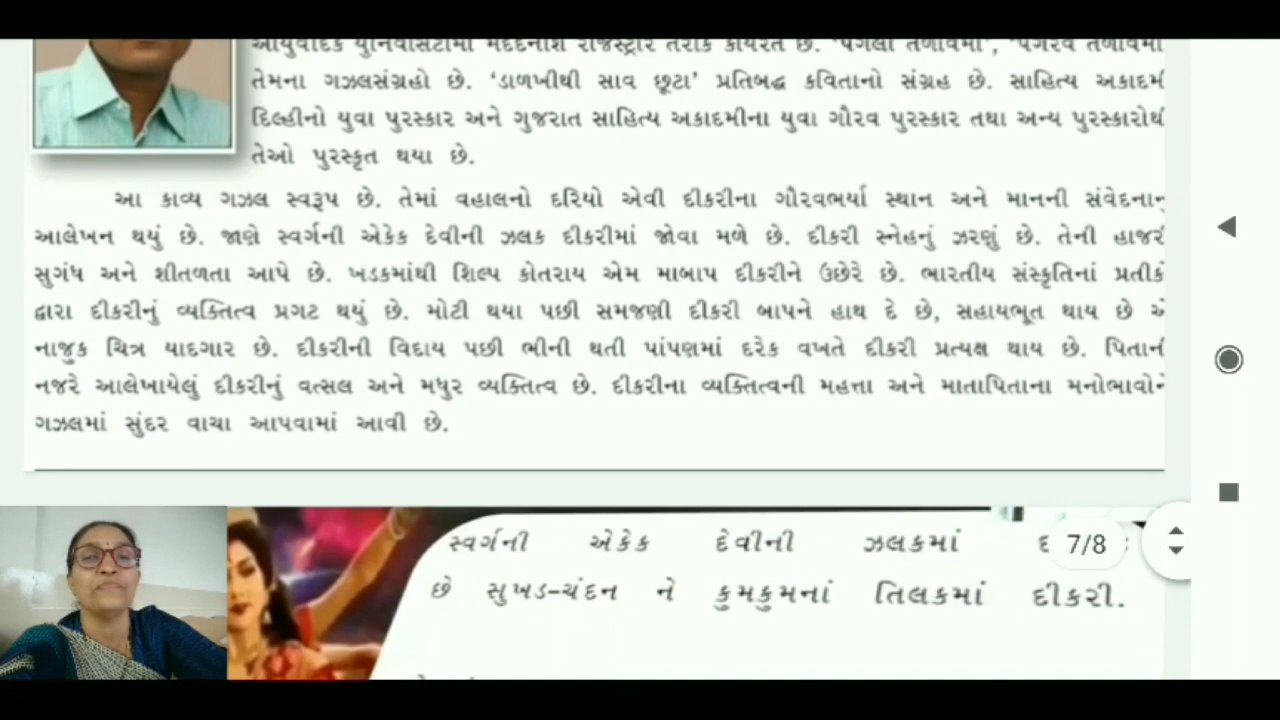 આયુર્વેદિક યુનિવર્સિટીમાં મદદનીશ રજિસ્ટ્રાર તરીકે કાર્યરત છે. 'પગલાં તળાવમાં', 'પગરવ તળાવમાં'
તેમના ગઝલસંગ્રહો છે. ‘ડાળખીથી સાવ છૂટા’ પ્રતિબદ્ધ કવિતાનો સંગ્રહ છે. સાહિત્ય અકાદમી
દિલ્હીનો યુવા પુરસ્કાર અને ગુજરાત સાહિત્ય અકાદમીના યુવા ગૌરવ પુરસ્કાર તથા અન્ય પુરસ્કારોથી
તેઓ પુરસ્કૃત થયા છે.
આ કાવ્ય ગઝલ સ્વરૂપ છે. તેમાં વહાલનો દરિયો એવી દીકરીના ગૌરવભર્યા સ્થાન અને માનની સંવેદનાનું
આલેખન થયું છે. જાણે સ્વર્ગની એકેક દેવીની ઝલક દીકરીમાં જોવા મળે છે. દીકરી સ્નેહનું ઝરણું છે. તેની હાજરી
સુગંધ અને શીતળતા આપે છે. ખડકમાંથી શિલ્પ કોતરાય એમ માબાપ દીકરીને ઉછેરે છે. ભારતીય સંસ્કૃતિનાં પ્રતીકો
દ્વારા દીકરીનું વ્યક્તિત્વ પ્રગટ થયું છે. મોટી થયા પછી સમજણી દીકરી બાપને હાથ દે છે, સહાયભૂત થાય છે એ
નાજુક ચિત્ર યાદગાર છે. દીકરીની વિદાય પછી ભીની થતી પાંપણમાં દરેક વખતે દીકરી પ્રત્યક્ષ થાય છે. પિતાની
નજરે આલેખાયેલું દીકરીનું વત્સલ અને મધુર વ્યક્તિત્વ છે. દીકરીના વ્યક્તિત્વની મહત્તા અને માતાપિતાના મનોભાવોને
ગઝલમાં સુંદર વાચા આપવામાં આવી છે.
સ્વર્ગની એકેક દેવીની ઝલકમાં
7/8
છે સુખડ-ચંદન ને કુમકુમનાં તિલકમાં દીકરી.